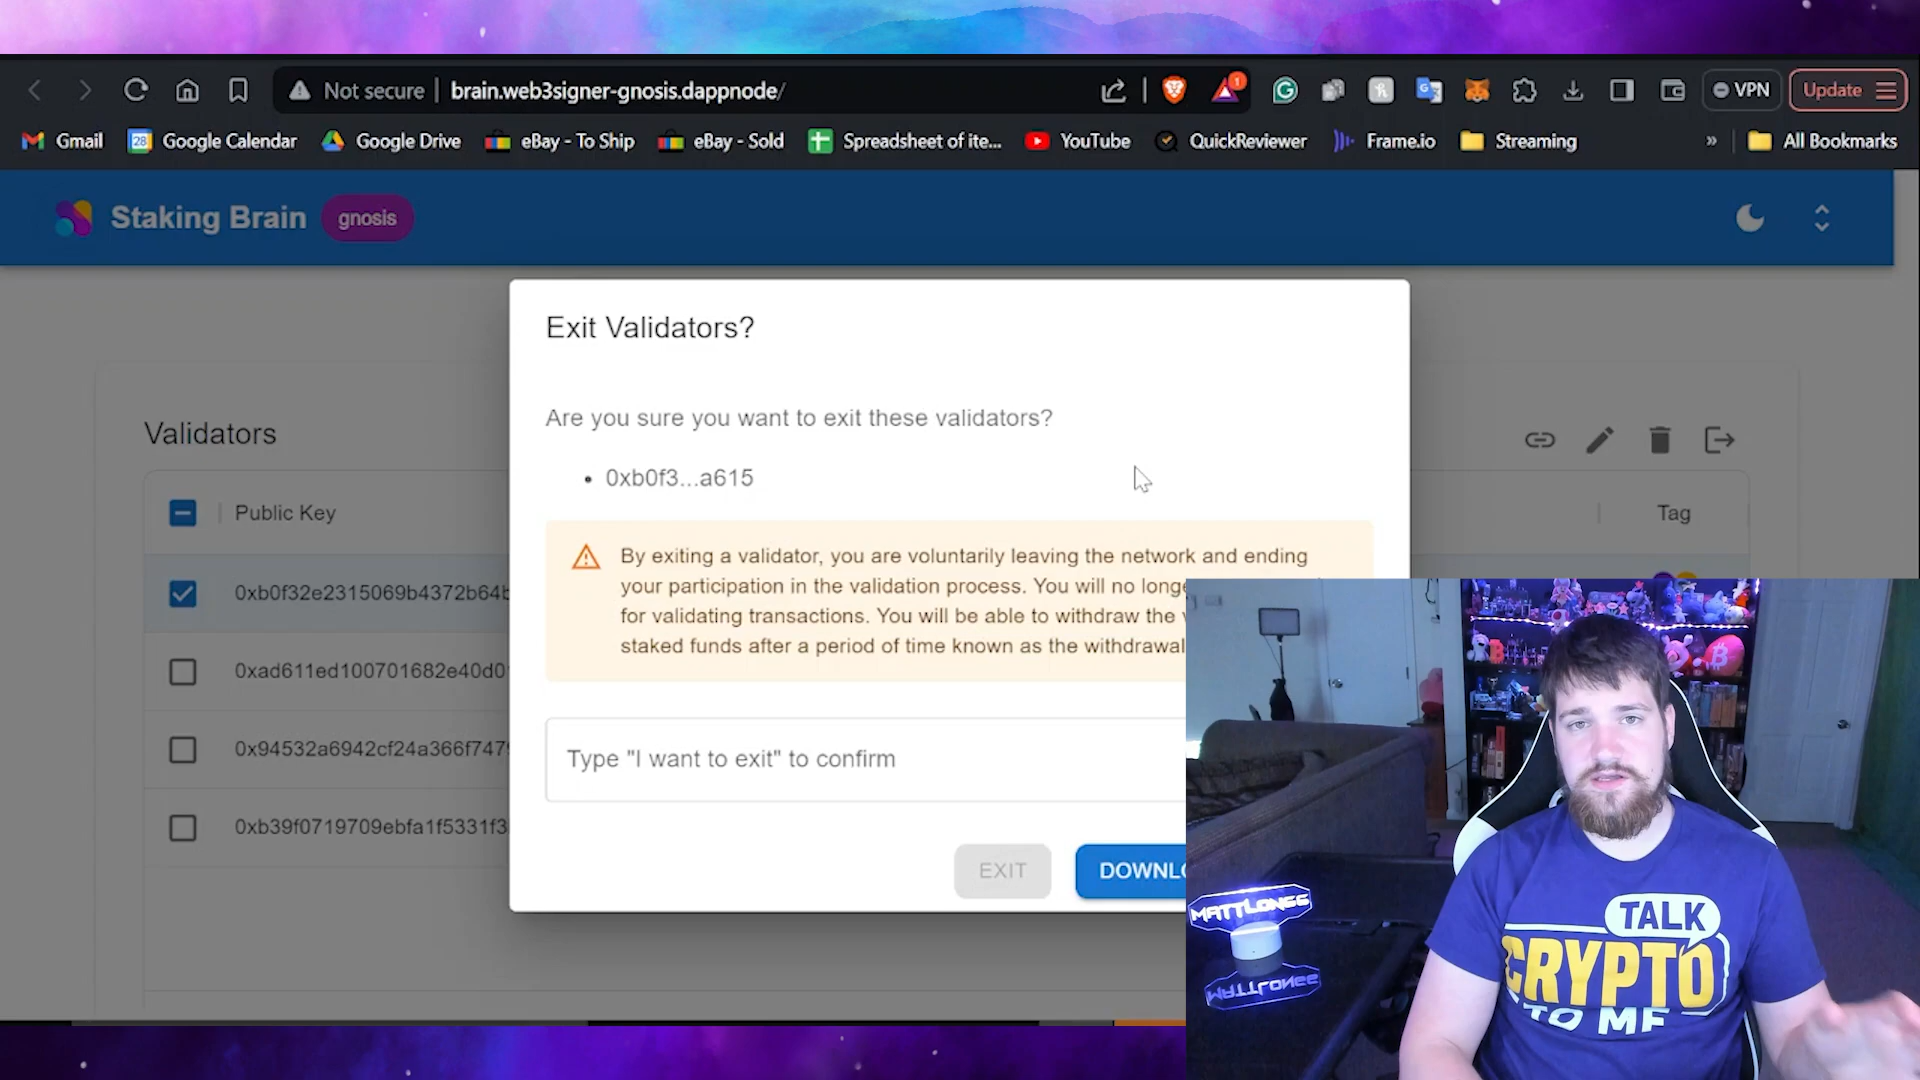 Not secure
brain.web3signer-gnosis.dappnode/
1
VPN
Update
Gmail
28
Google Calendar
Google Drive
eBay - To Ship
eBay - Sold
Spreadsheet of ite...
YouTube
QuickReviewer
Frame.io
Streaming
»
All Bookmarks
Staking Brain
gnosis
Exit Validators?
Are you sure you want to exit these validators?
• 0xb0f3...a615
Validators
Public Key
Tag
0xb0f32e2315069b4372b64b
0xad611ed100701682e40d0
0x94532a6942cf24a366f747
0xb39f0719709ebfa1f5331f3
By exiting a validator, you are voluntarily leaving the network and ending
your participation in the validation process. You will no longe
for validating transactions. You will be able to withdraw the
staked funds after a period of time known as the withdrawal
Type "I want to exit" to confirm
EXIT
DOWNLO
MATTLONEE
TALK
CRYPTO
TO ME